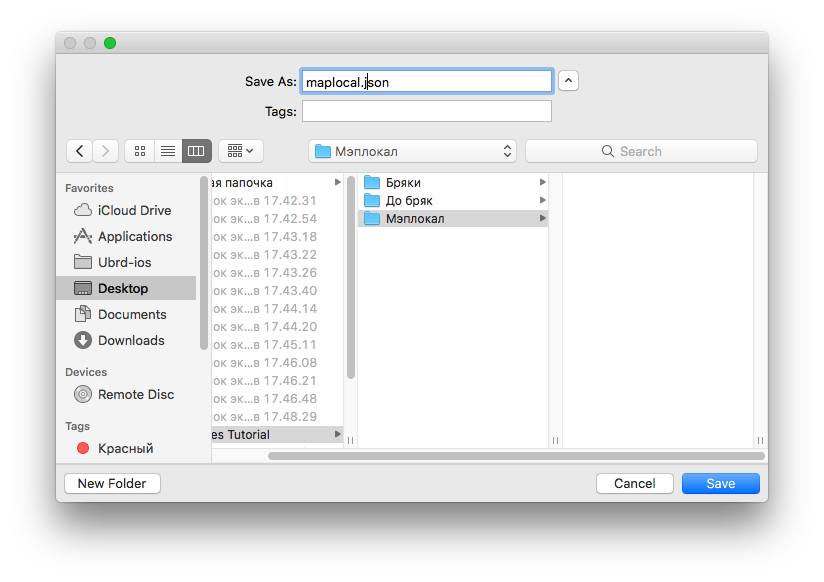 Save As: maplocal.json
Tags:
Мэплокал
Search
Favorites
iCloud Drive
Applications
Ubrd-ios
Desktop
Documents
Downloads
Devices
Remote Disc
Tags
Красный
ая папочка
ок эк...в 17.42.31
ок эк...в 17.42.54
ок эк...в 17.43.18
ок эк...в 17.43.22
ок эк...в 17.43.26
ок эк...в 17.43.40
ок эк...в 17.44.14
ок эк...в 17.44.20
ок эк...в 17.45.11
ок эк...в 17.46.08
ок эк...в 17.46.21
ок эк...в 17.46.48
ок эк...в 17.48.29
es Tutorial
Бряки
До бряк
Мэплокал
New Folder
Cancel
Save